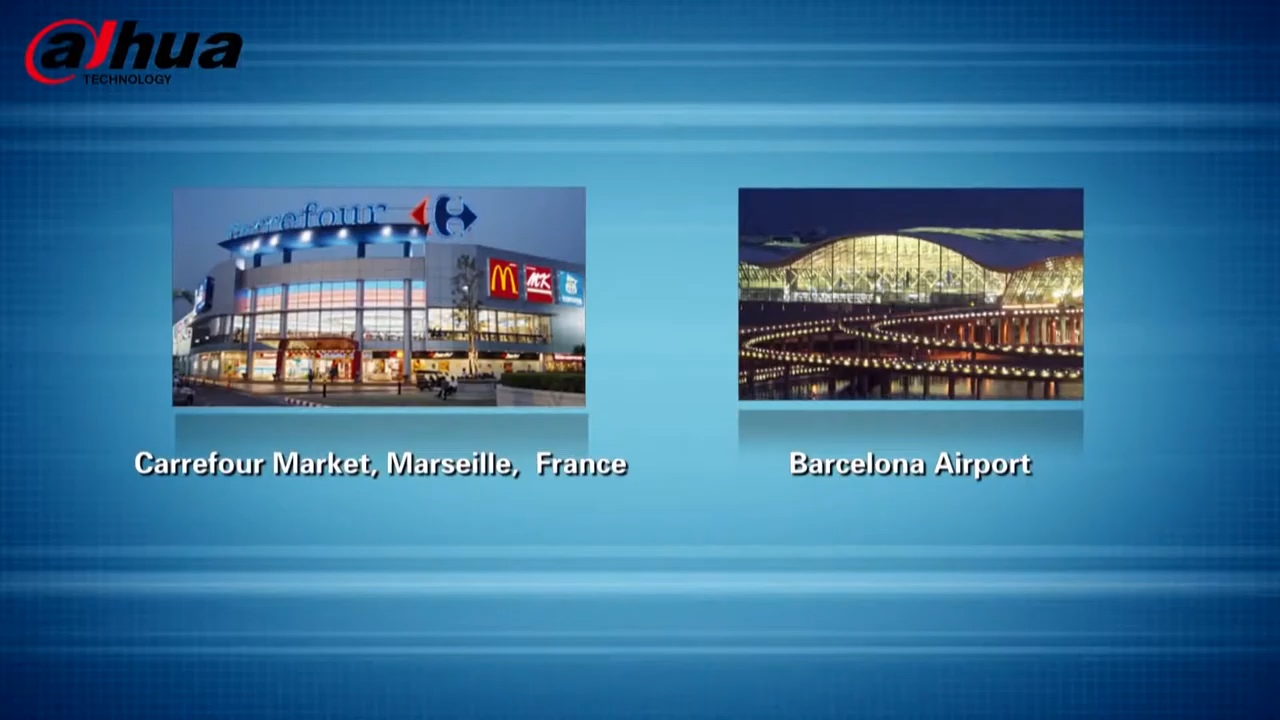 alhua
TECHNOLOGY
Carrefour
MK
Carrefour Market, Marseille, France
Barcelona Airport